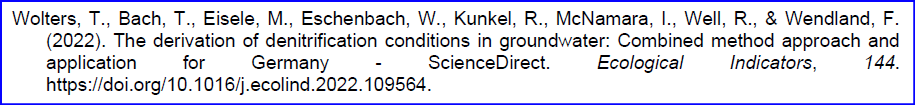 Wolters, T., Bach, T., Eisele, M., Eschenbach, W., Kunkel, R., McNamara, I., Well, R., & Wendland, F.
(2022). The derivation of denitrification conditions in groundwater: Combined method approach and
application for Germany - ScienceDirect. Ecological Indicators, 144.
https://doi.org/10.1016/j.ecolind.2022.109564.